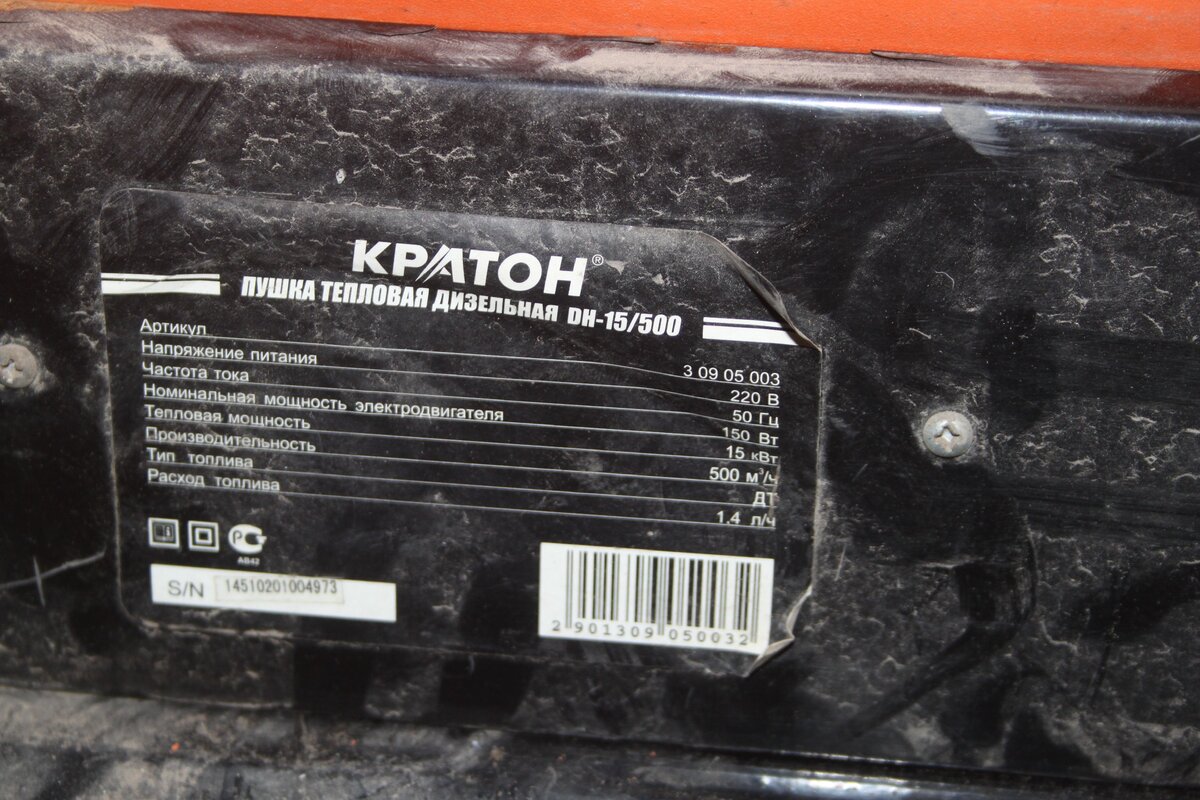 КРАТОН®
ПУШКА ТЕПЛОВАЯ ДИЗЕЛЬНАЯ DH-15/500
Артикул 3 09 05 003
Напряжение питания 220 В
Частота тока 50 Гц
Номинальная мощность электродвигателя 150 Вт
Тепловая мощность 15 кВт
Производительность 500 м³/ч
Тип топлива ДТ
Расход топлива 1.4 л/ч
РСТ
АВ42
S/N 14510201004973
2 901309 050032